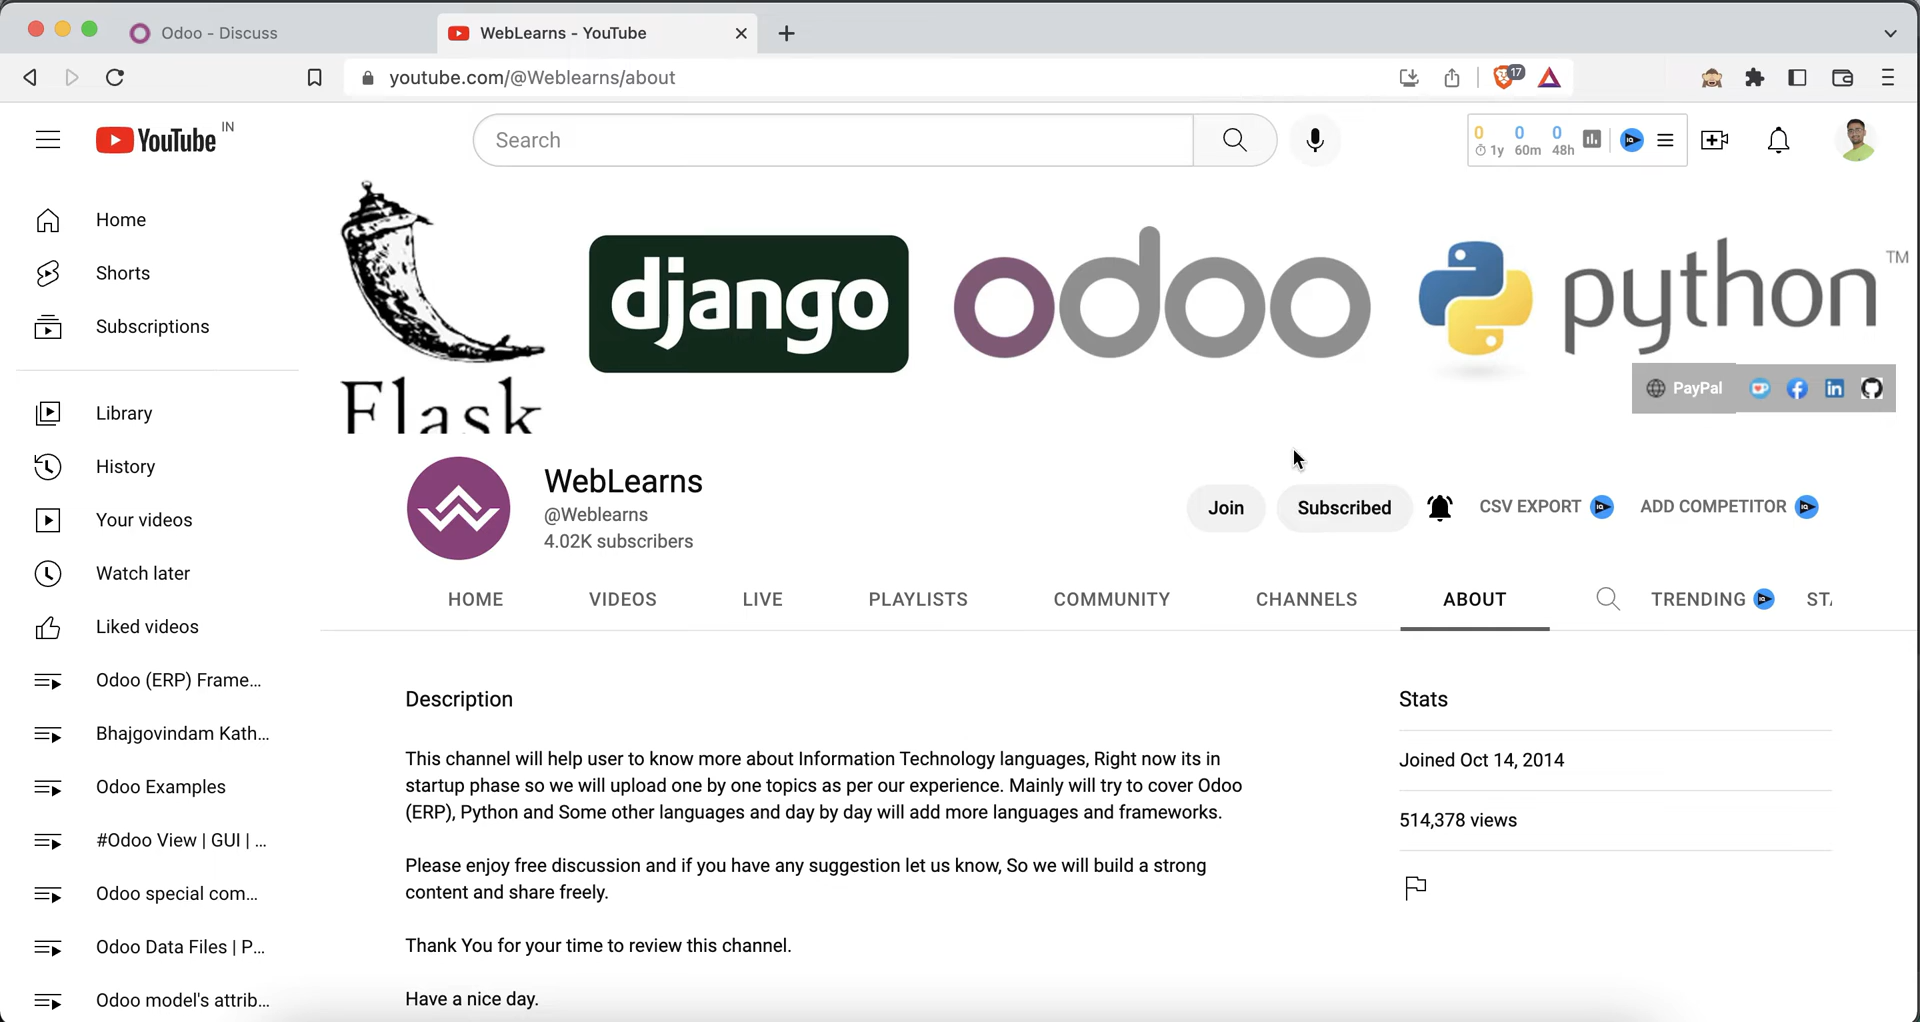 Odoo - Discuss
WebLearns - YouTube
youtube.com/@Weblearns/about
17
YouTube IN
Search
0 0 0
1y 60m 48h
Home
Shorts
Subscriptions
Library
History
Your videos
Watch later
Liked videos
Odoo (ERP) Frame...
Bhajgovindam Kath...
Odoo Examples
#Odoo View | GUI | ...
Odoo special com...
Odoo Data Files | P...
Odoo model's attrib...
Flask
django
odoo
python TM
PayPal
WebLearns
@Weblearns
4.02K subscribers
Join
Subscribed
CSV EXPORT
ADD COMPETITOR
HOME VIDEOS LIVE PLAYLISTS COMMUNITY CHANNELS ABOUT TRENDING STA
Description
This channel will help user to know more about Information Technology languages, Right now its in
startup phase so we will upload one by one topics as per our experience. Mainly will try to cover Odoo
(ERP), Python and Some other languages and day by day will add more languages and frameworks.
Please enjoy free discussion and if you have any suggestion let us know, So we will build a strong
content and share freely.
Thank You for your time to review this channel.
Have a nice day.
Stats
Joined Oct 14, 2014
514,378 views